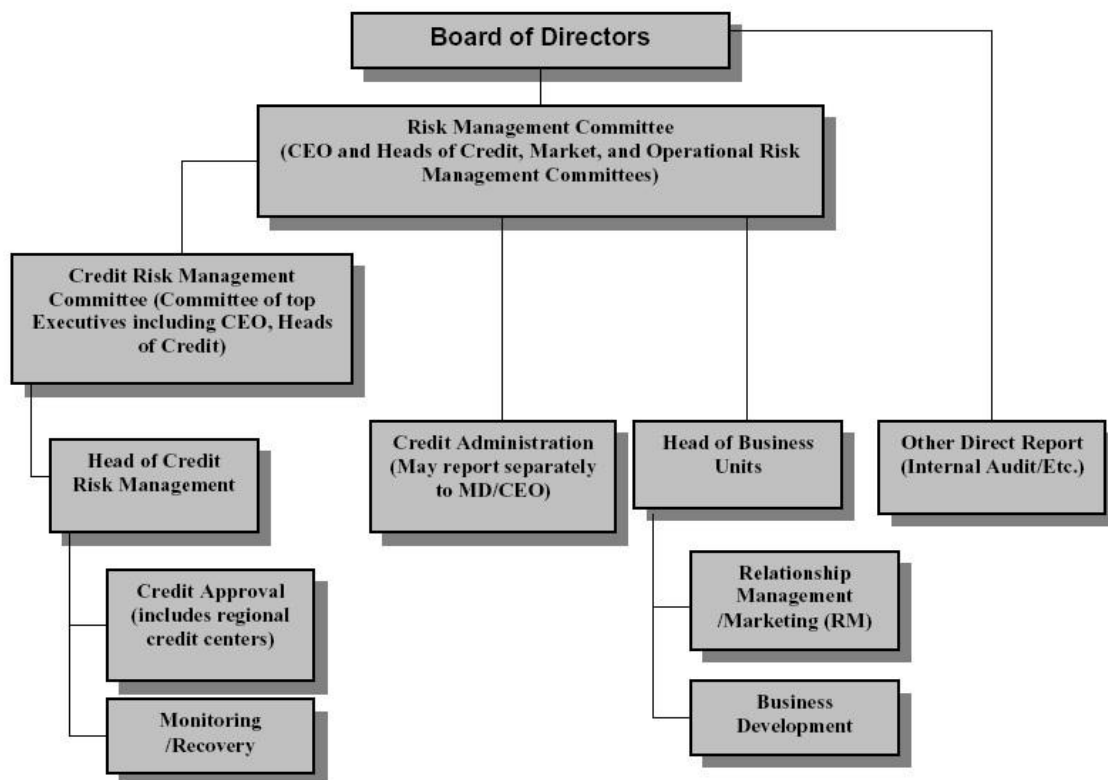 Board of Directors
Risk Management Committee
(CEO and Heads of Credit, Market, and Operational Risk
Management Committees)
Credit Risk Management
Committee (Committee of top
Executives including CEO, Heads
of Credit)
Head of Credit
Risk Management
Credit Approval
(includes regional
credit centers)
Monitoring
/Recovery
Credit Administration
(May report separately
to MD/CEO)
Head of Business
Units
Relationship
Management
/Marketing (RM)
Business
Development
Other Direct Report
(Internal Audit/Etc.)